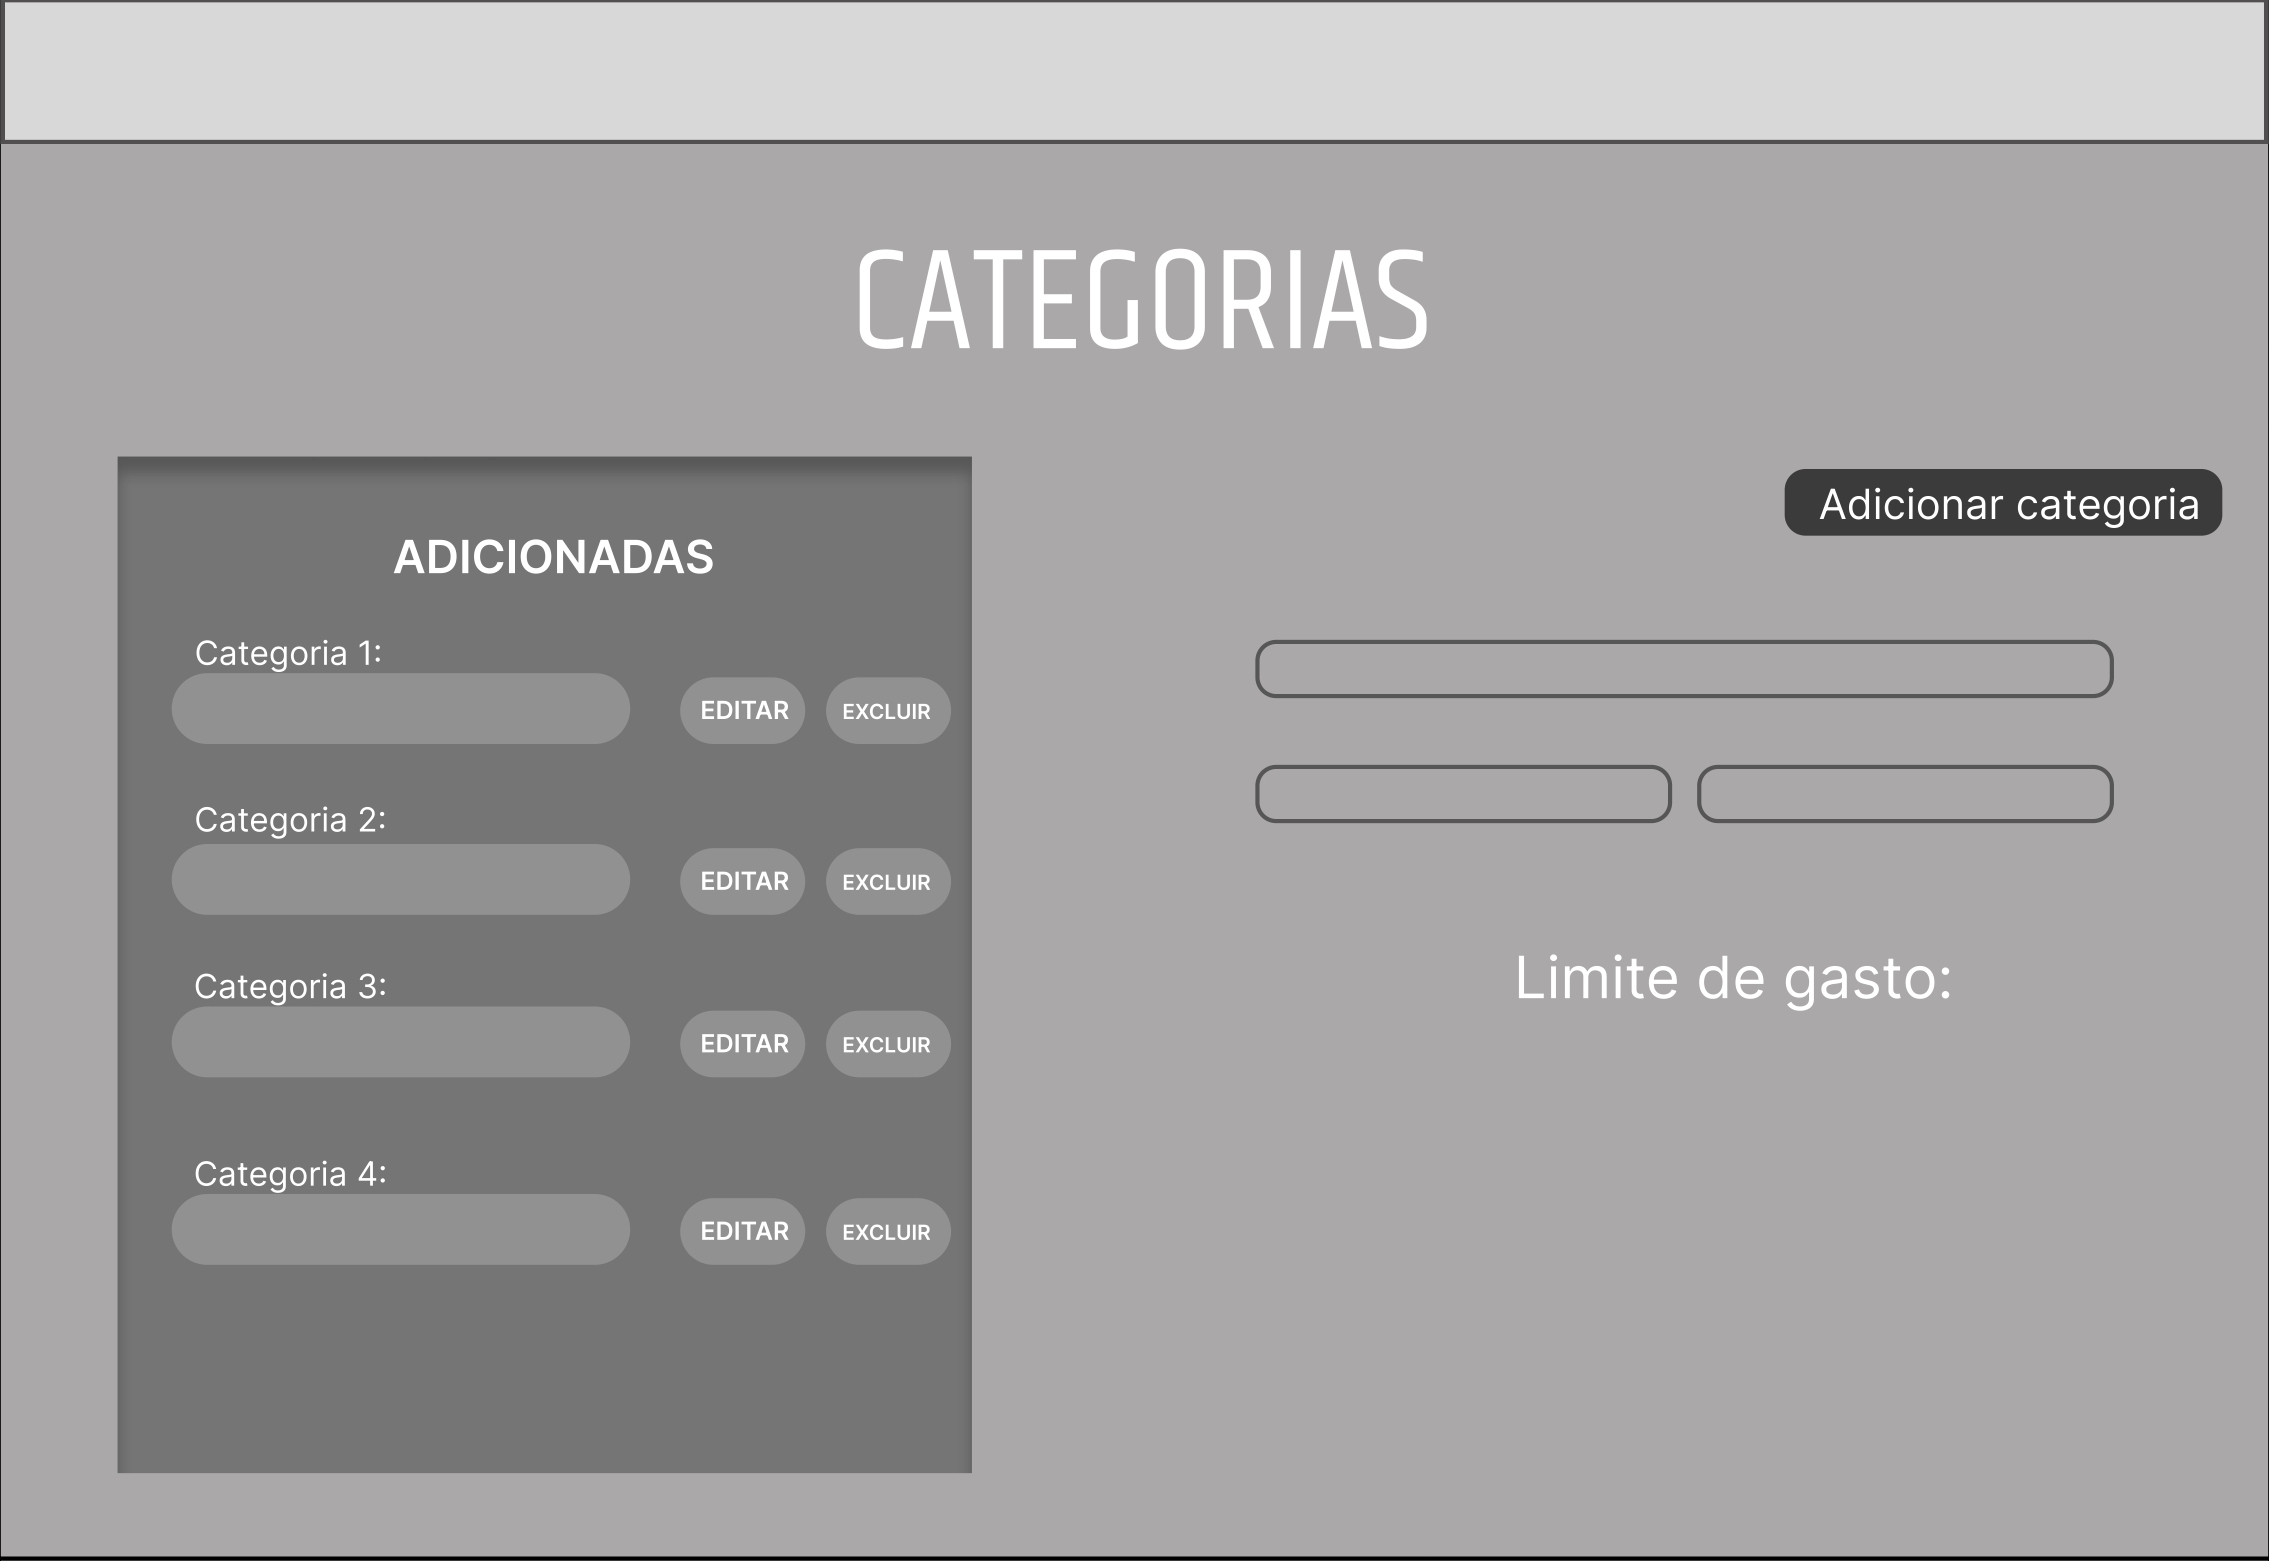 CATEGORIAS
Adicionar categoria
ADICIONADAS
Categoria 1:
EDITAR
EXCLUIR
Categoria 2:
EDITAR
EXCLUIR
Categoria 3:
EDITAR
EXCLUIR
Categoria 4:
EDITAR
EXCLUIR
Limite de gasto: